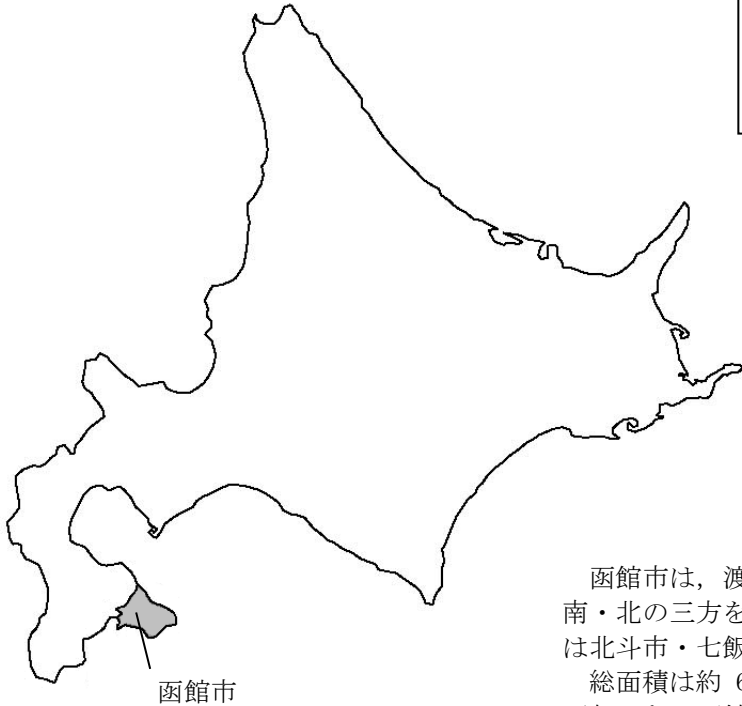 函館市は，渡
南・北の三方を
は北斗市・七飯
総面積は約 6
函館市